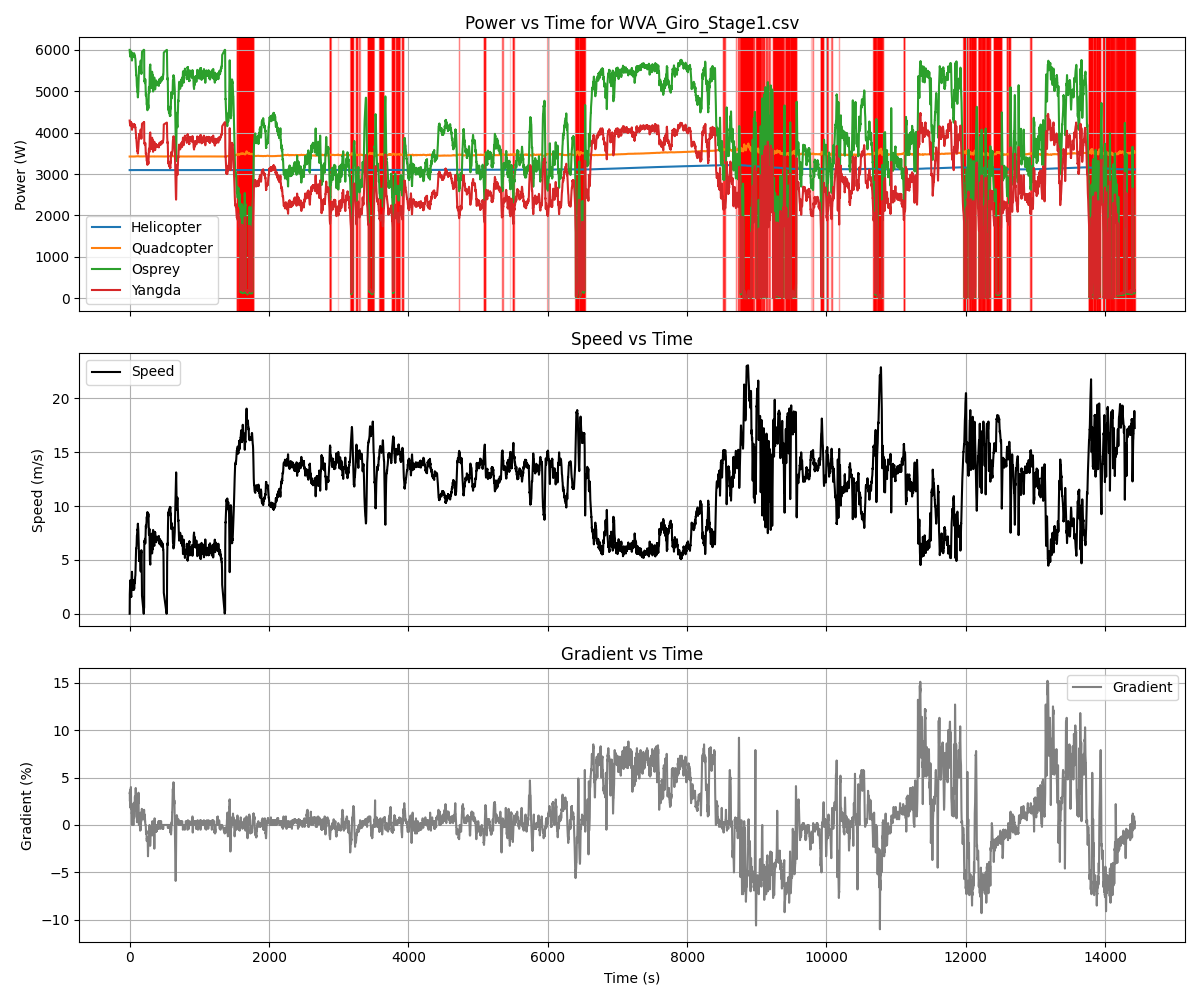 Power vs Time for WVA_Giro_Stage1.csv
6000
5000
4000
3000
2000
1000
0
Power (W)
Helicopter
Quadcopter
Osprey
Yangda
Speed vs Time
20
15
10
5
0
Speed (m/s)
Speed
Gradient vs Time
15
10
5
0
−5
−10
Gradient (%)
Gradient
0 2000 4000 6000 8000 10000 12000 14000
Time (s)